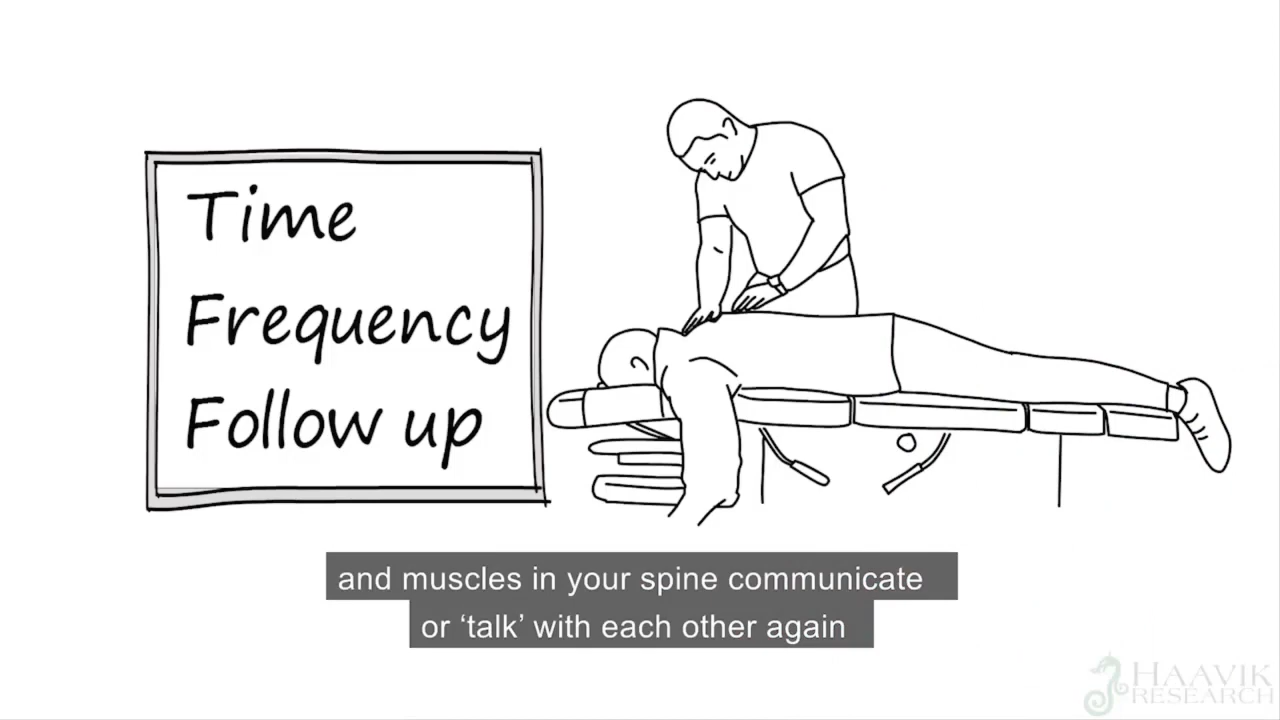 Time
Frequency
Follow up
and muscles in your spine communicate
or ‘talk’ with each other again
HAAVIK
RESEARCH